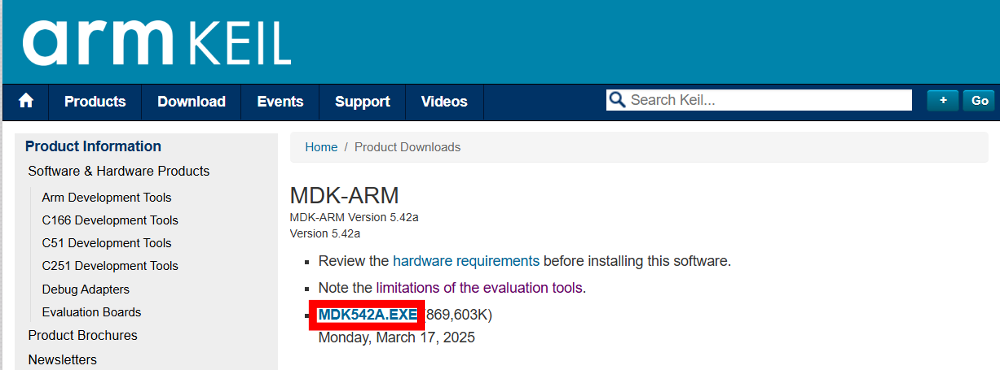 arm KEIL
Products Download Events Support Videos Search Keil... + Go
Product Information
Software & Hardware Products
Arm Development Tools
C166 Development Tools
C51 Development Tools
C251 Development Tools
Debug Adapters
Evaluation Boards
Product Brochures
Newsletters
Home / Product Downloads
MDK-ARM
MDK-ARM Version 5.42a
Version 5.42a
Review the hardware requirements before installing this software.
Note the limitations of the evaluation tools.
MDK542A.EXE (869,603K)
Monday, March 17, 2025